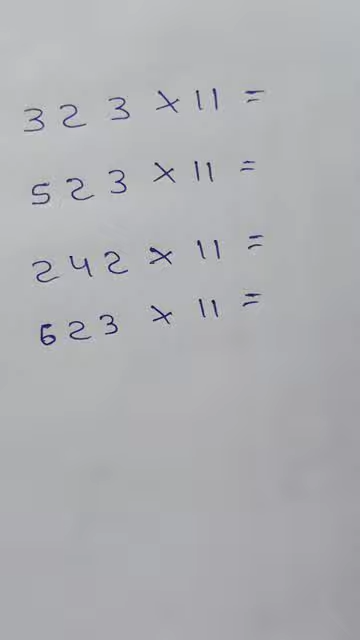 323 × 11 =
523 × 11 =
242 × 11 =
623 × 11 =